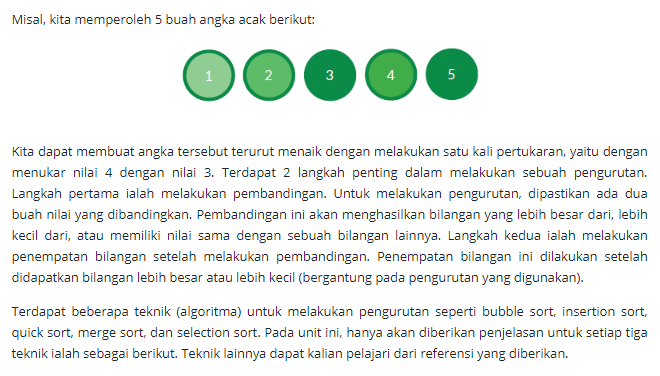 Misal, kita memperoleh 5 buah angka acak berikut:
1 2 3 4 5
Kita dapat membuat angka tersebut terurut menaik dengan melakukan satu kali pertukaran, yaitu dengan
menukar nilai 4 dengan nilai 3. Terdapat 2 langkah penting dalam melakukan sebuah pengurutan.
Langkah pertama ialah melakukan pembandingan. Untuk melakukan pengurutan, dipastikan ada dua
buah nilai yang dibandingkan. Pembandingan ini akan menghasilkan bilangan yang lebih besar dari, lebih
kecil dari, atau memiliki nilai sama dengan sebuah bilangan lainnya. Langkah kedua ialah melakukan
penempatan bilangan setelah melakukan pembandingan. Penempatan bilangan ini dilakukan setelah
didapatkan bilangan lebih besar atau lebih kecil (bergantung pada pengurutan yang digunakan).
Terdapat beberapa teknik (algoritma) untuk melakukan pengurutan seperti bubble sort, insertion sort,
quick sort, merge sort, dan selection sort. Pada unit ini, hanya akan diberikan penjelasan untuk setiap tiga
teknik ialah sebagai berikut. Teknik lainnya dapat kalian pelajari dari referensi yang diberikan.